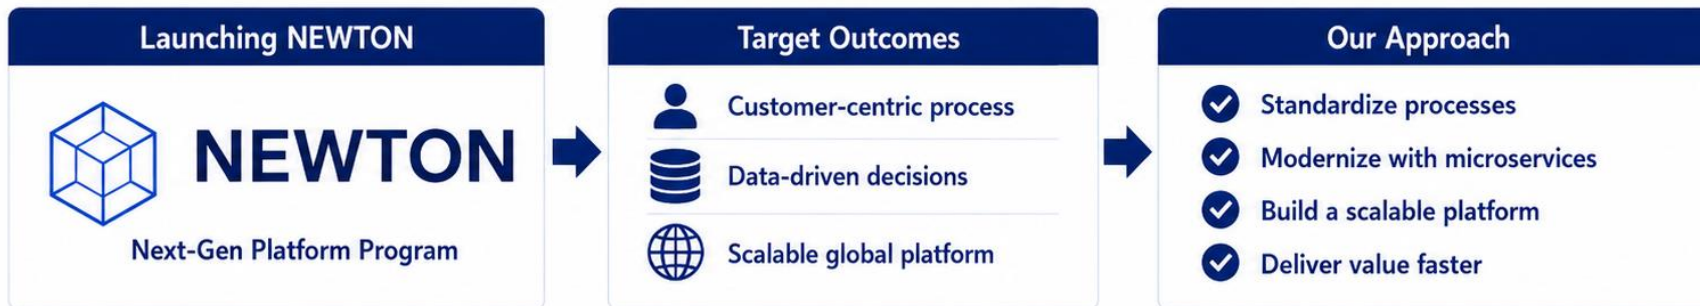 Launching NEWTON
NEWTON
Next-Gen Platform Program
Target Outcomes
Customer-centric process
Data-driven decisions
Scalable global platform
Our Approach
Standardize processes
Modernize with microservices
Build a scalable platform
Deliver value faster